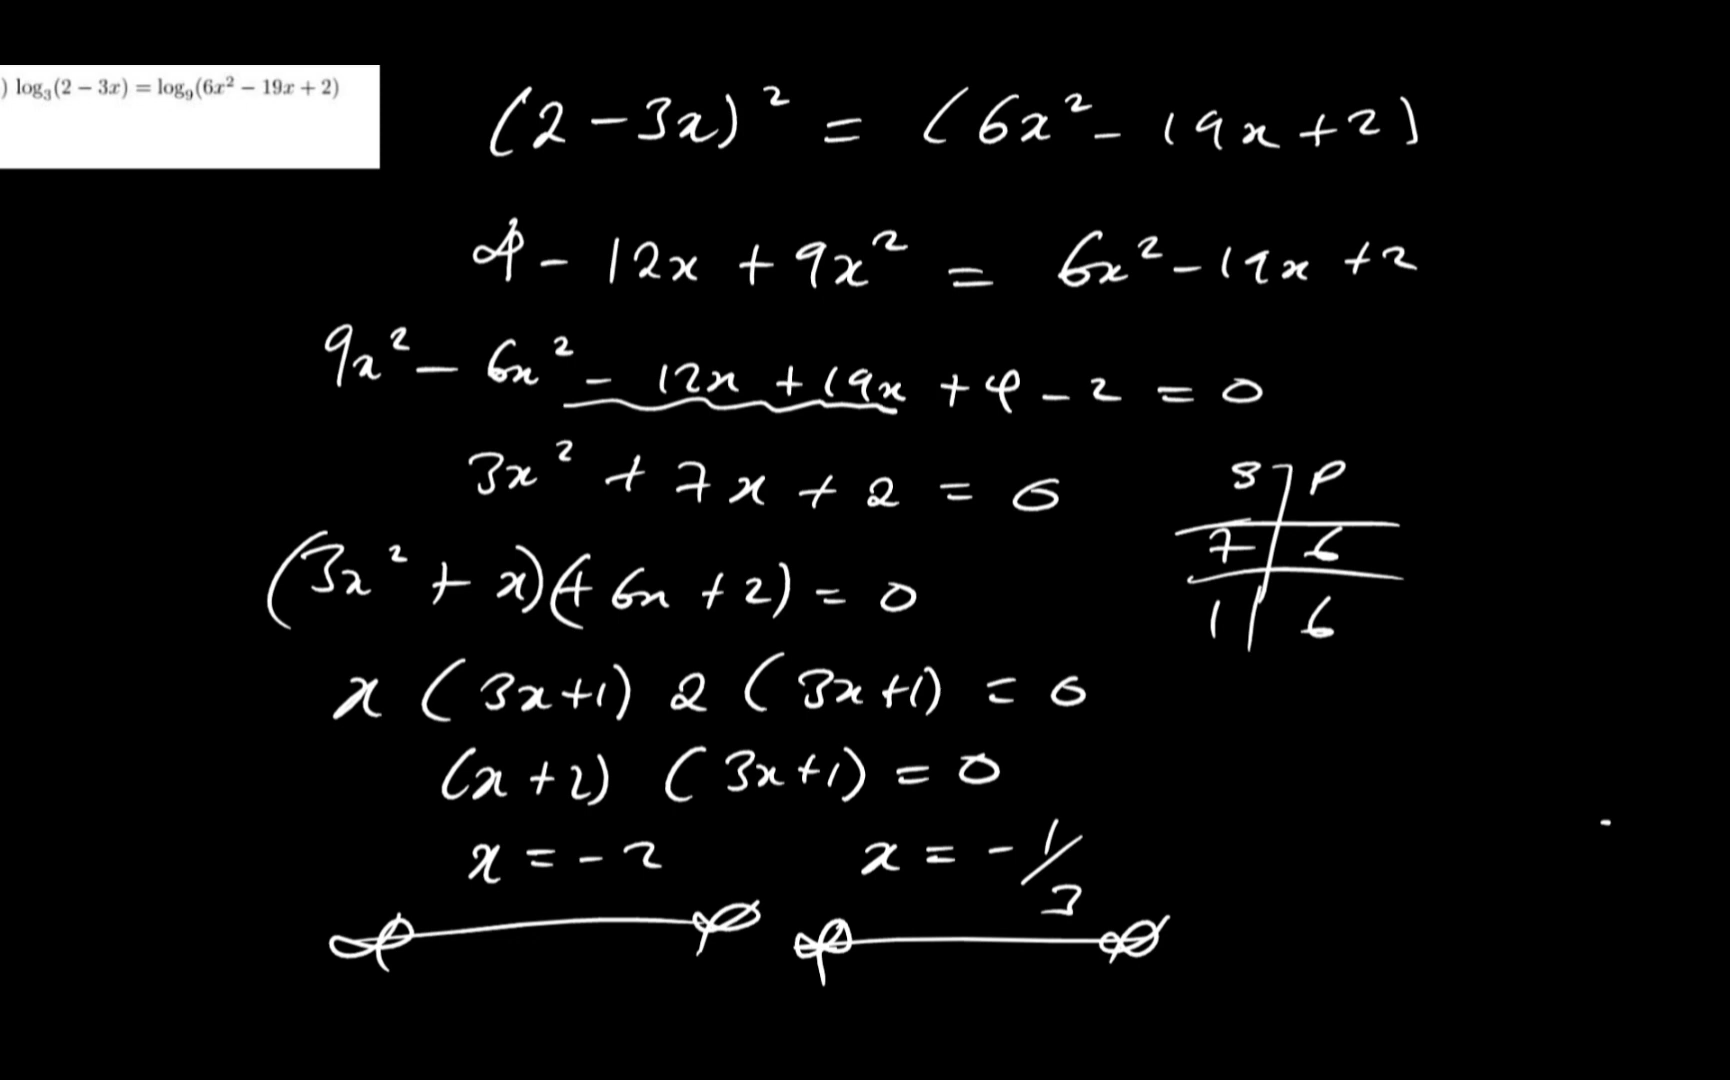 ) log₃(2 − 3x) = log₉(6x² − 19x + 2)
(2 − 3x)² = (6x² − 19x + 2)
4 − 12x + 9x² = 6x² − 19x + 2
9x² − 6x² − 12x + 19x + 4 − 2 = 0
3x² + 7x + 2 = 0
S | P
7 | 6
1 | 6
(3x² + x)(+ 6x + 2) = 0
x (3x+1) 2 (3x+1) = 0
(x+2) (3x+1) = 0
x = −2 x = −1/3